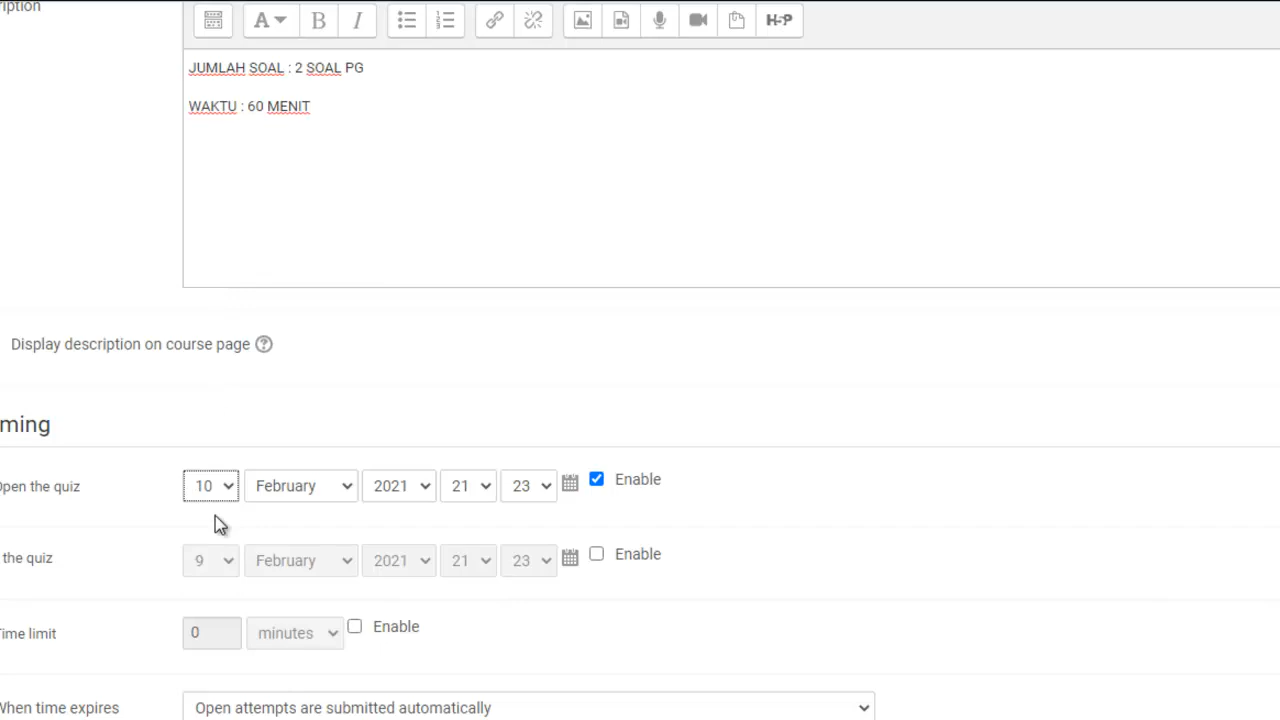 ription
A B I H-P
JUMLAH SOAL : 2 SOAL PG
WAKTU : 60 MENIT
Display description on course page ?
ming
Open the quiz 10 February 2021 21 23 Enable
the quiz 9 February 2021 21 23 Enable
Time limit 0 minutes Enable
When time expires Open attempts are submitted automatically